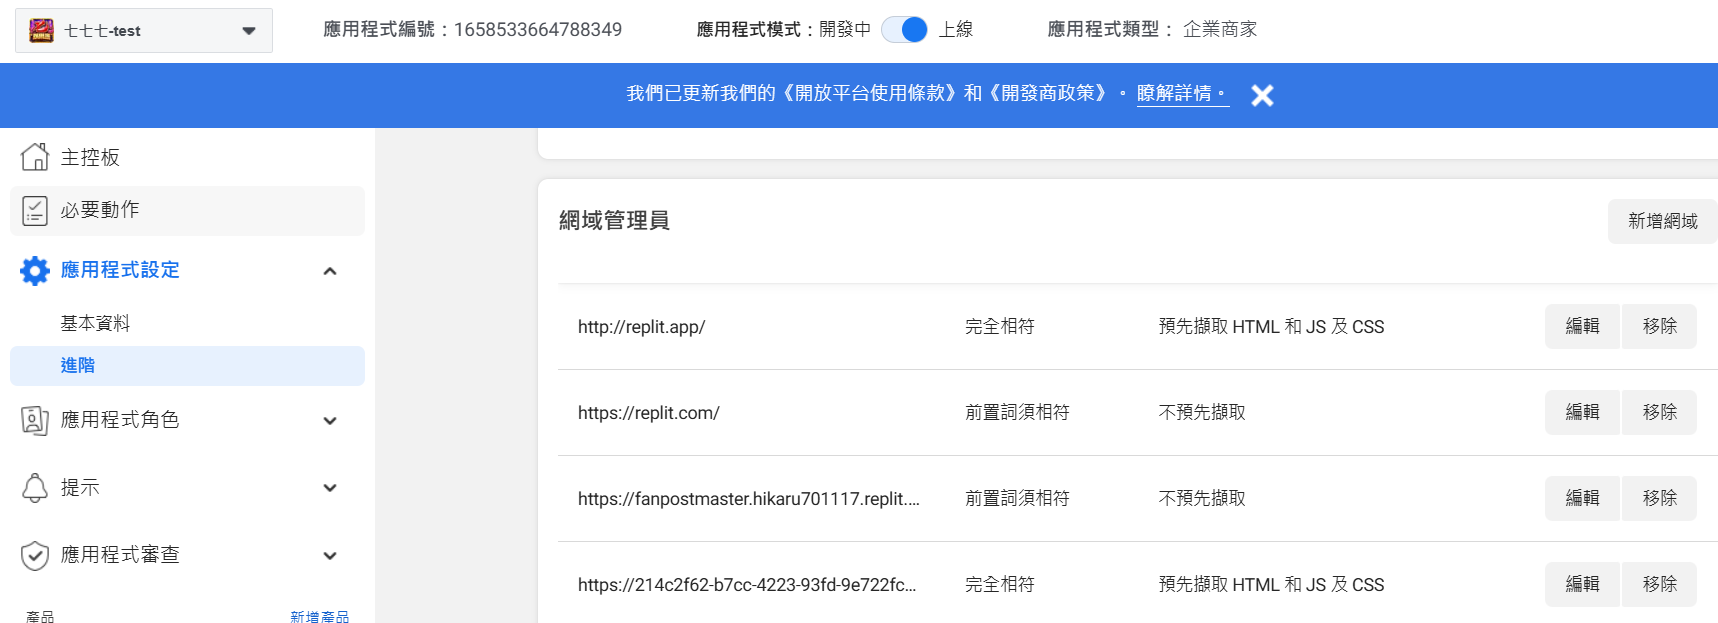 七七七-test
應用程式編號：1658533664788349
應用程式模式：開發中 上線
應用程式類型： 企業商家
我們已更新我們的《開放平台使用條款》和《開發商政策》。瞭解詳情。
主控板
必要動作
應用程式設定
基本資料
進階
應用程式角色
提示
應用程式審查
產品 新增產品
網域管理員
新增網域
http://replit.app/ 完全相符 預先擷取 HTML 和 JS 及 CSS 編輯 移除
https://replit.com/ 前置詞須相符 不預先擷取 編輯 移除
https://fanpostmaster.hikaru701117.replit.... 前置詞須相符 不預先擷取 編輯 移除
https://214c2f62-b7cc-4223-93fd-9e722fc... 完全相符 預先擷取 HTML 和 JS 及 CSS 編輯 移除